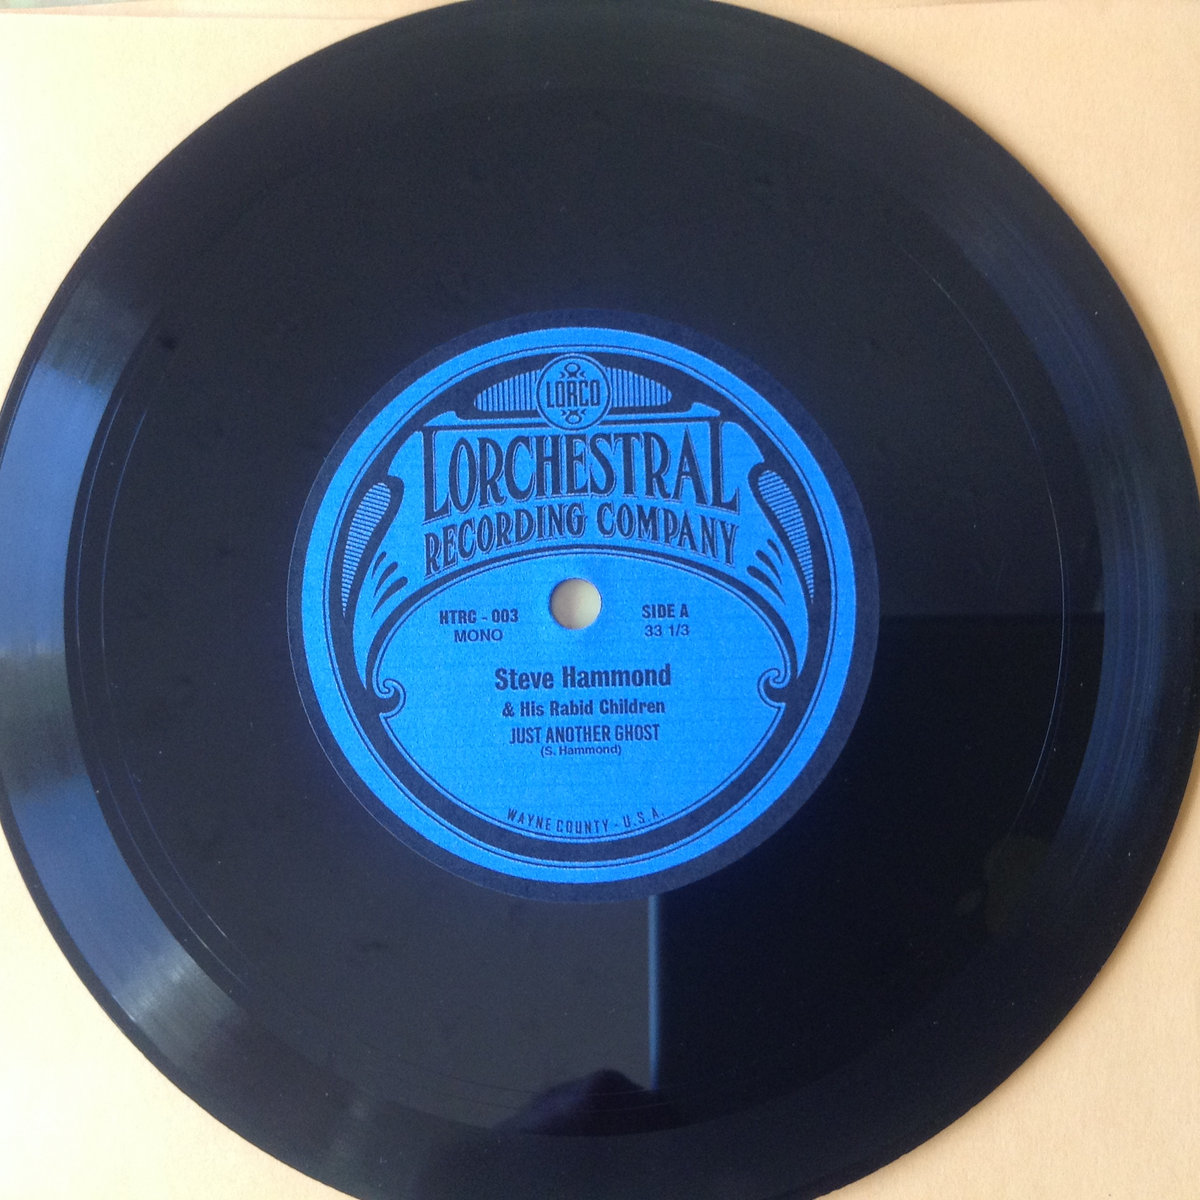 LORCO
LORCHESTRAL
RECORDING COMPANY
HTRC - 003
MONO
SIDE A
33 1/3
Steve Hammond
& His Rabid Children
JUST ANOTHER GHOST
(S. Hammond)
WAYNE COUNTY - U.S.A.